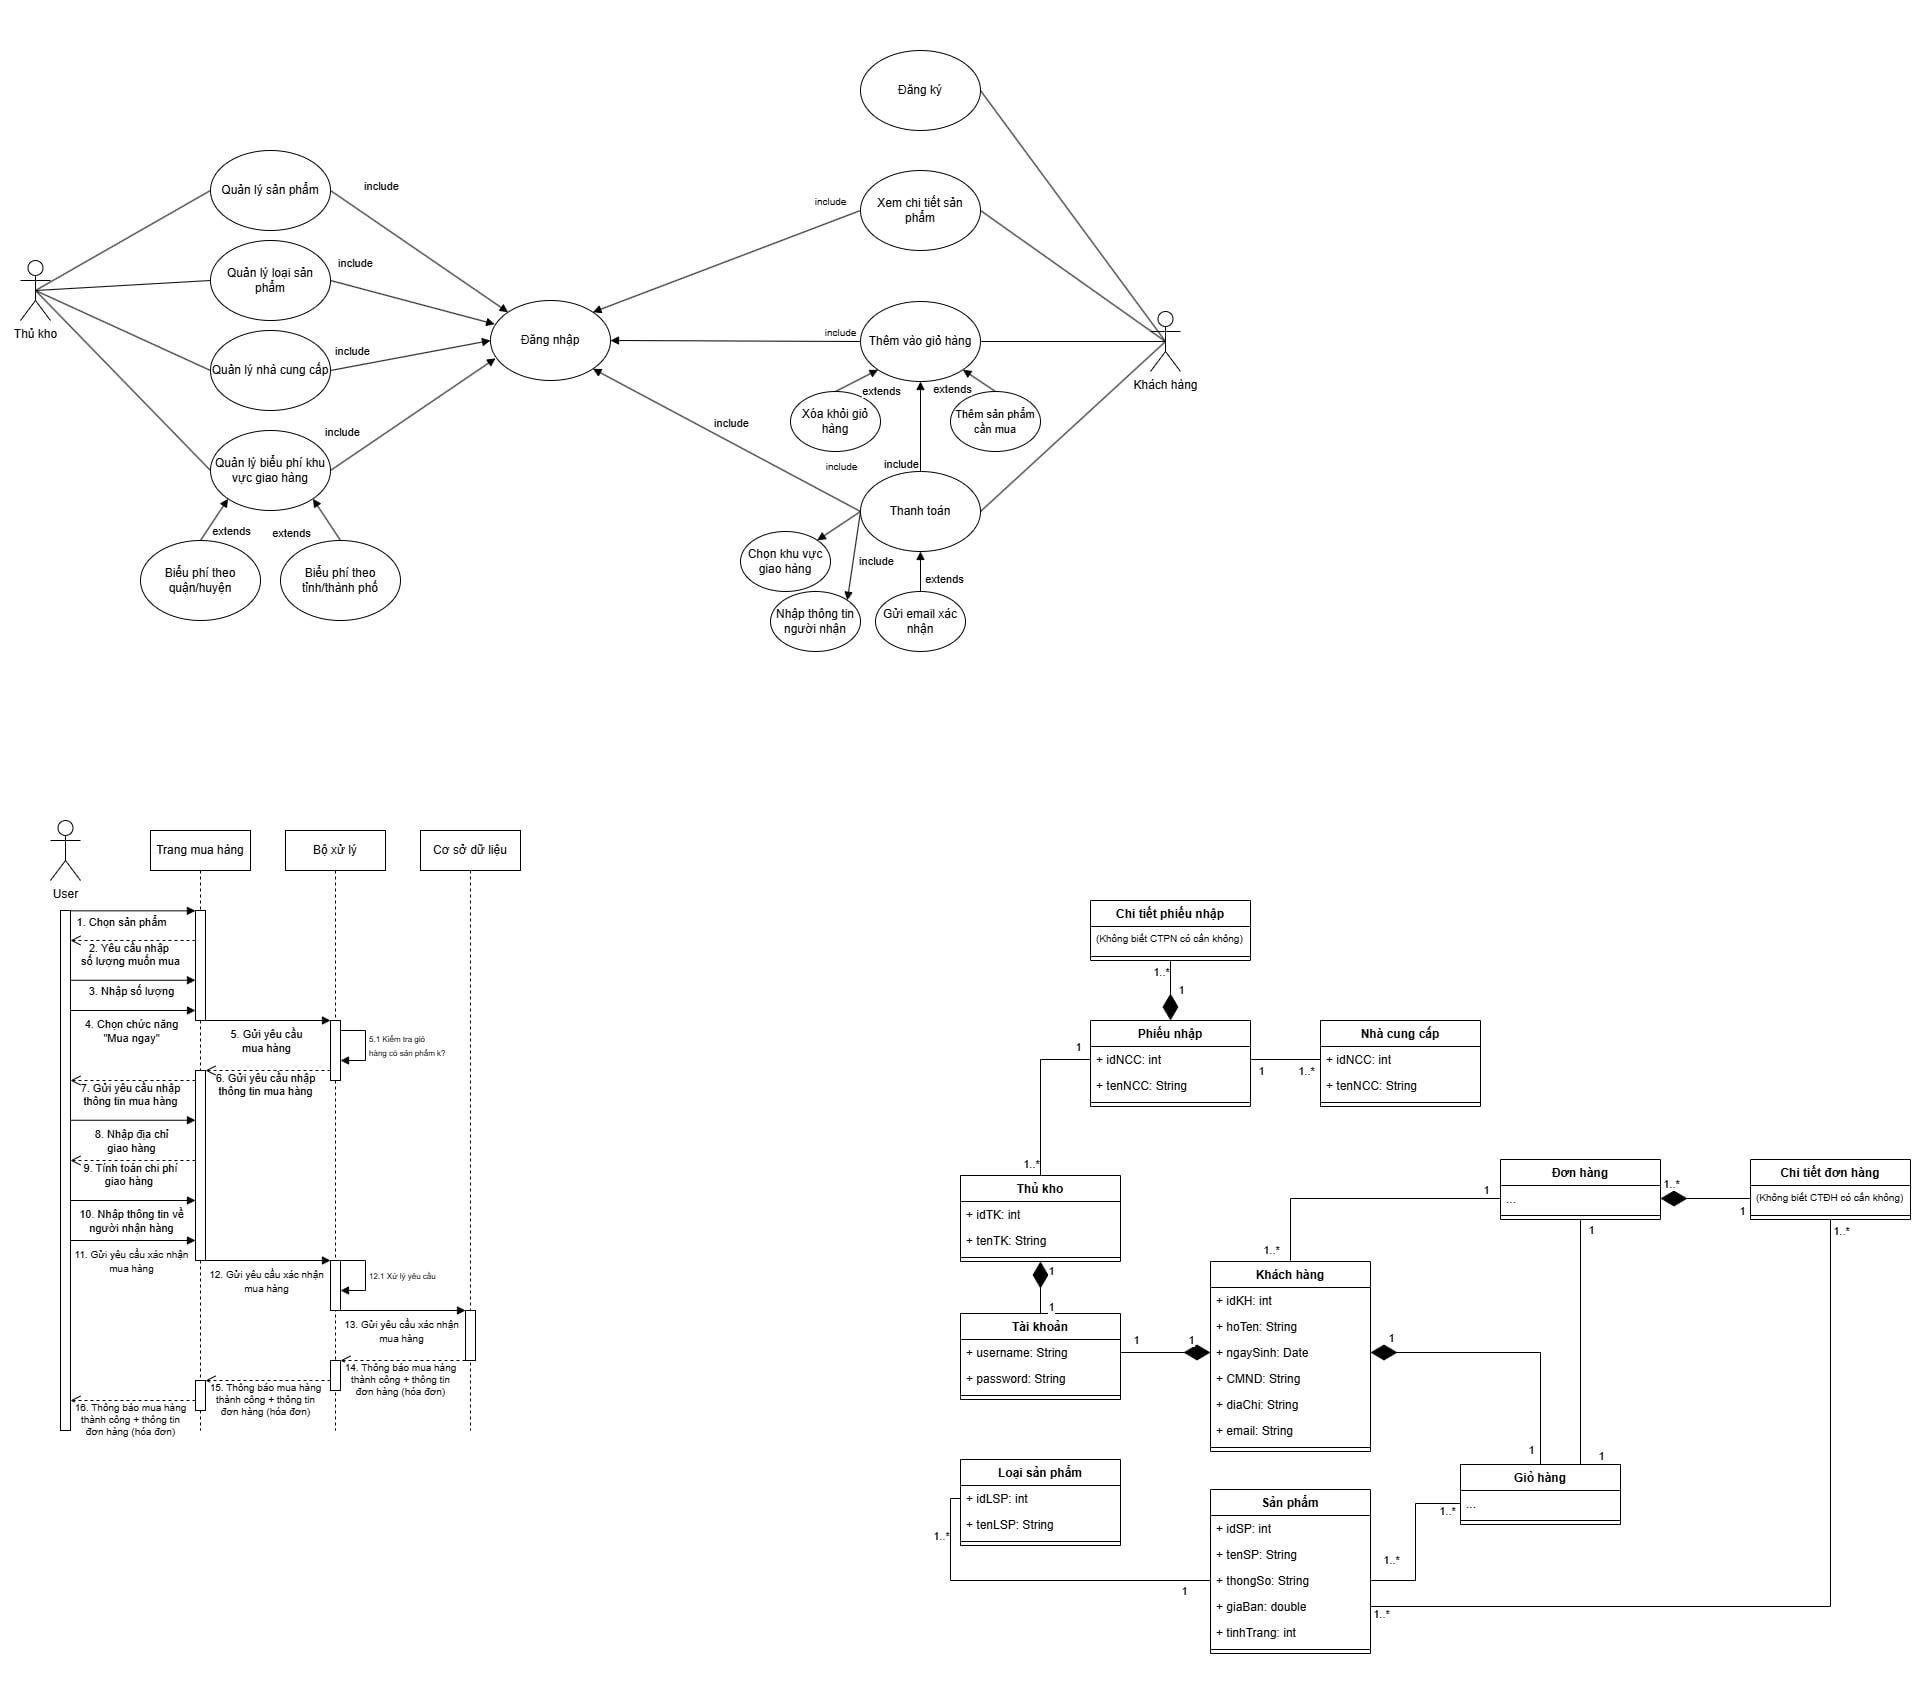 Đăng ký
Quản lý sản phẩm
include
Xem chi tiết sản
phẩm
include
Quản lý loại sản
phẩm
include
Thủ kho
Đăng nhập
include
Thêm vào giỏ hàng
Khách hàng
Quản lý nhà cung cấp
include
extends
extends
Xóa khỏi giỏ
hàng
Thêm sản phẩm
cần mua
include
include
Quản lý biểu phí khu
vực giao hàng
include
include
Thanh toán
extends
extends
Chọn khu vực
giao hàng
include
extends
Biểu phí theo
quận/huyện
Biểu phí theo
tỉnh/thành phố
Nhập thông tin
người nhận
Gửi email xác
nhận
User
Trang mua hàng
Bộ xử lý
Cơ sở dữ liệu
1. Chọn sản phẩm
2. Yêu cầu nhập
số lượng muốn mua
3. Nhập số lượng
4. Chọn chức năng
"Mua ngay"
5. Gửi yêu cầu
mua hàng
5.1 Kiểm tra giỏ
hàng có sản phẩm k?
6. Gửi yêu cầu nhập
thông tin mua hàng
7. Gửi yêu cầu nhập
thông tin mua hàng
8. Nhập địa chỉ
giao hàng
9. Tính toán chi phí
giao hàng
10. Nhập thông tin về
người nhận hàng
11. Gửi yêu cầu xác nhận
mua hàng
12. Gửi yêu cầu xác nhận
mua hàng
12.1 Xử lý yêu cầu
13. Gửi yêu cầu xác nhận
mua hàng
14. Thông báo mua hàng
thành công + thông tin
đơn hàng (hóa đơn)
15. Thông báo mua hàng
thành công + thông tin
đơn hàng (hóa đơn)
16. Thông báo mua hàng
thành công + thông tin
đơn hàng (hóa đơn)
Chi tiết phiếu nhập
(Không biết CTPN có cần không)
1..*
1
Phiếu nhập
+ idNCC: int
+ tenNCC: String
1
1
1..*
Nhà cung cấp
+ idNCC: int
+ tenNCC: String
1..*
Thủ kho
+ idTK: int
+ tenTK: String
1
1
Tài khoản
+ username: String
+ password: String
1
1
Đơn hàng
...
1
1..*
1
1
Chi tiết đơn hàng
(Không biết CTĐH có cần không)
1..*
1..*
Khách hàng
+ idKH: int
+ hoTen: String
+ ngaySinh: Date
+ CMND: String
+ diaChi: String
+ email: String
1
1
1
Giỏ hàng
...
1..*
Loại sản phẩm
+ idLSP: int
+ tenLSP: String
1..*
1
Sản phẩm
+ idSP: int
+ tenSP: String
+ thongSo: String
+ giaBan: double
+ tinhTrang: int
1..*
1..*